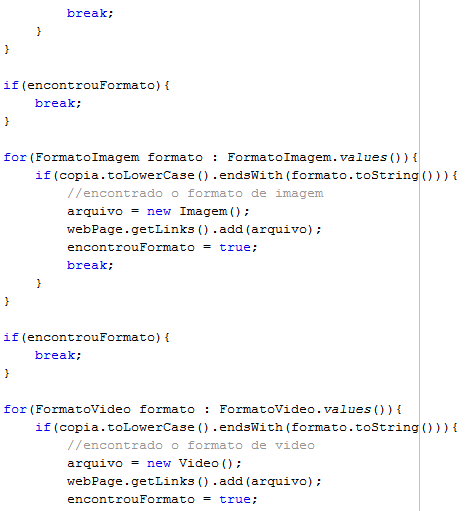 break;
}
}
if(encontrouFormato){
break;
}
for(FormatoImagem formato : FormatoImagem.values()){
if(copia.toLowerCase().endsWith(formato.toString())){
//encontrado o formato de imagem
arquivo = new Imagem();
webPage.getLinks().add(arquivo);
encontrouFormato = true;
break;
}
}
if(encontrouFormato){
break;
}
for(FormatoVideo formato : FormatoVideo.values()){
if(copia.toLowerCase().endsWith(formato.toString())){
//encontrado o formato de video
arquivo = new Video();
webPage.getLinks().add(arquivo);
encontrouFormato = true;